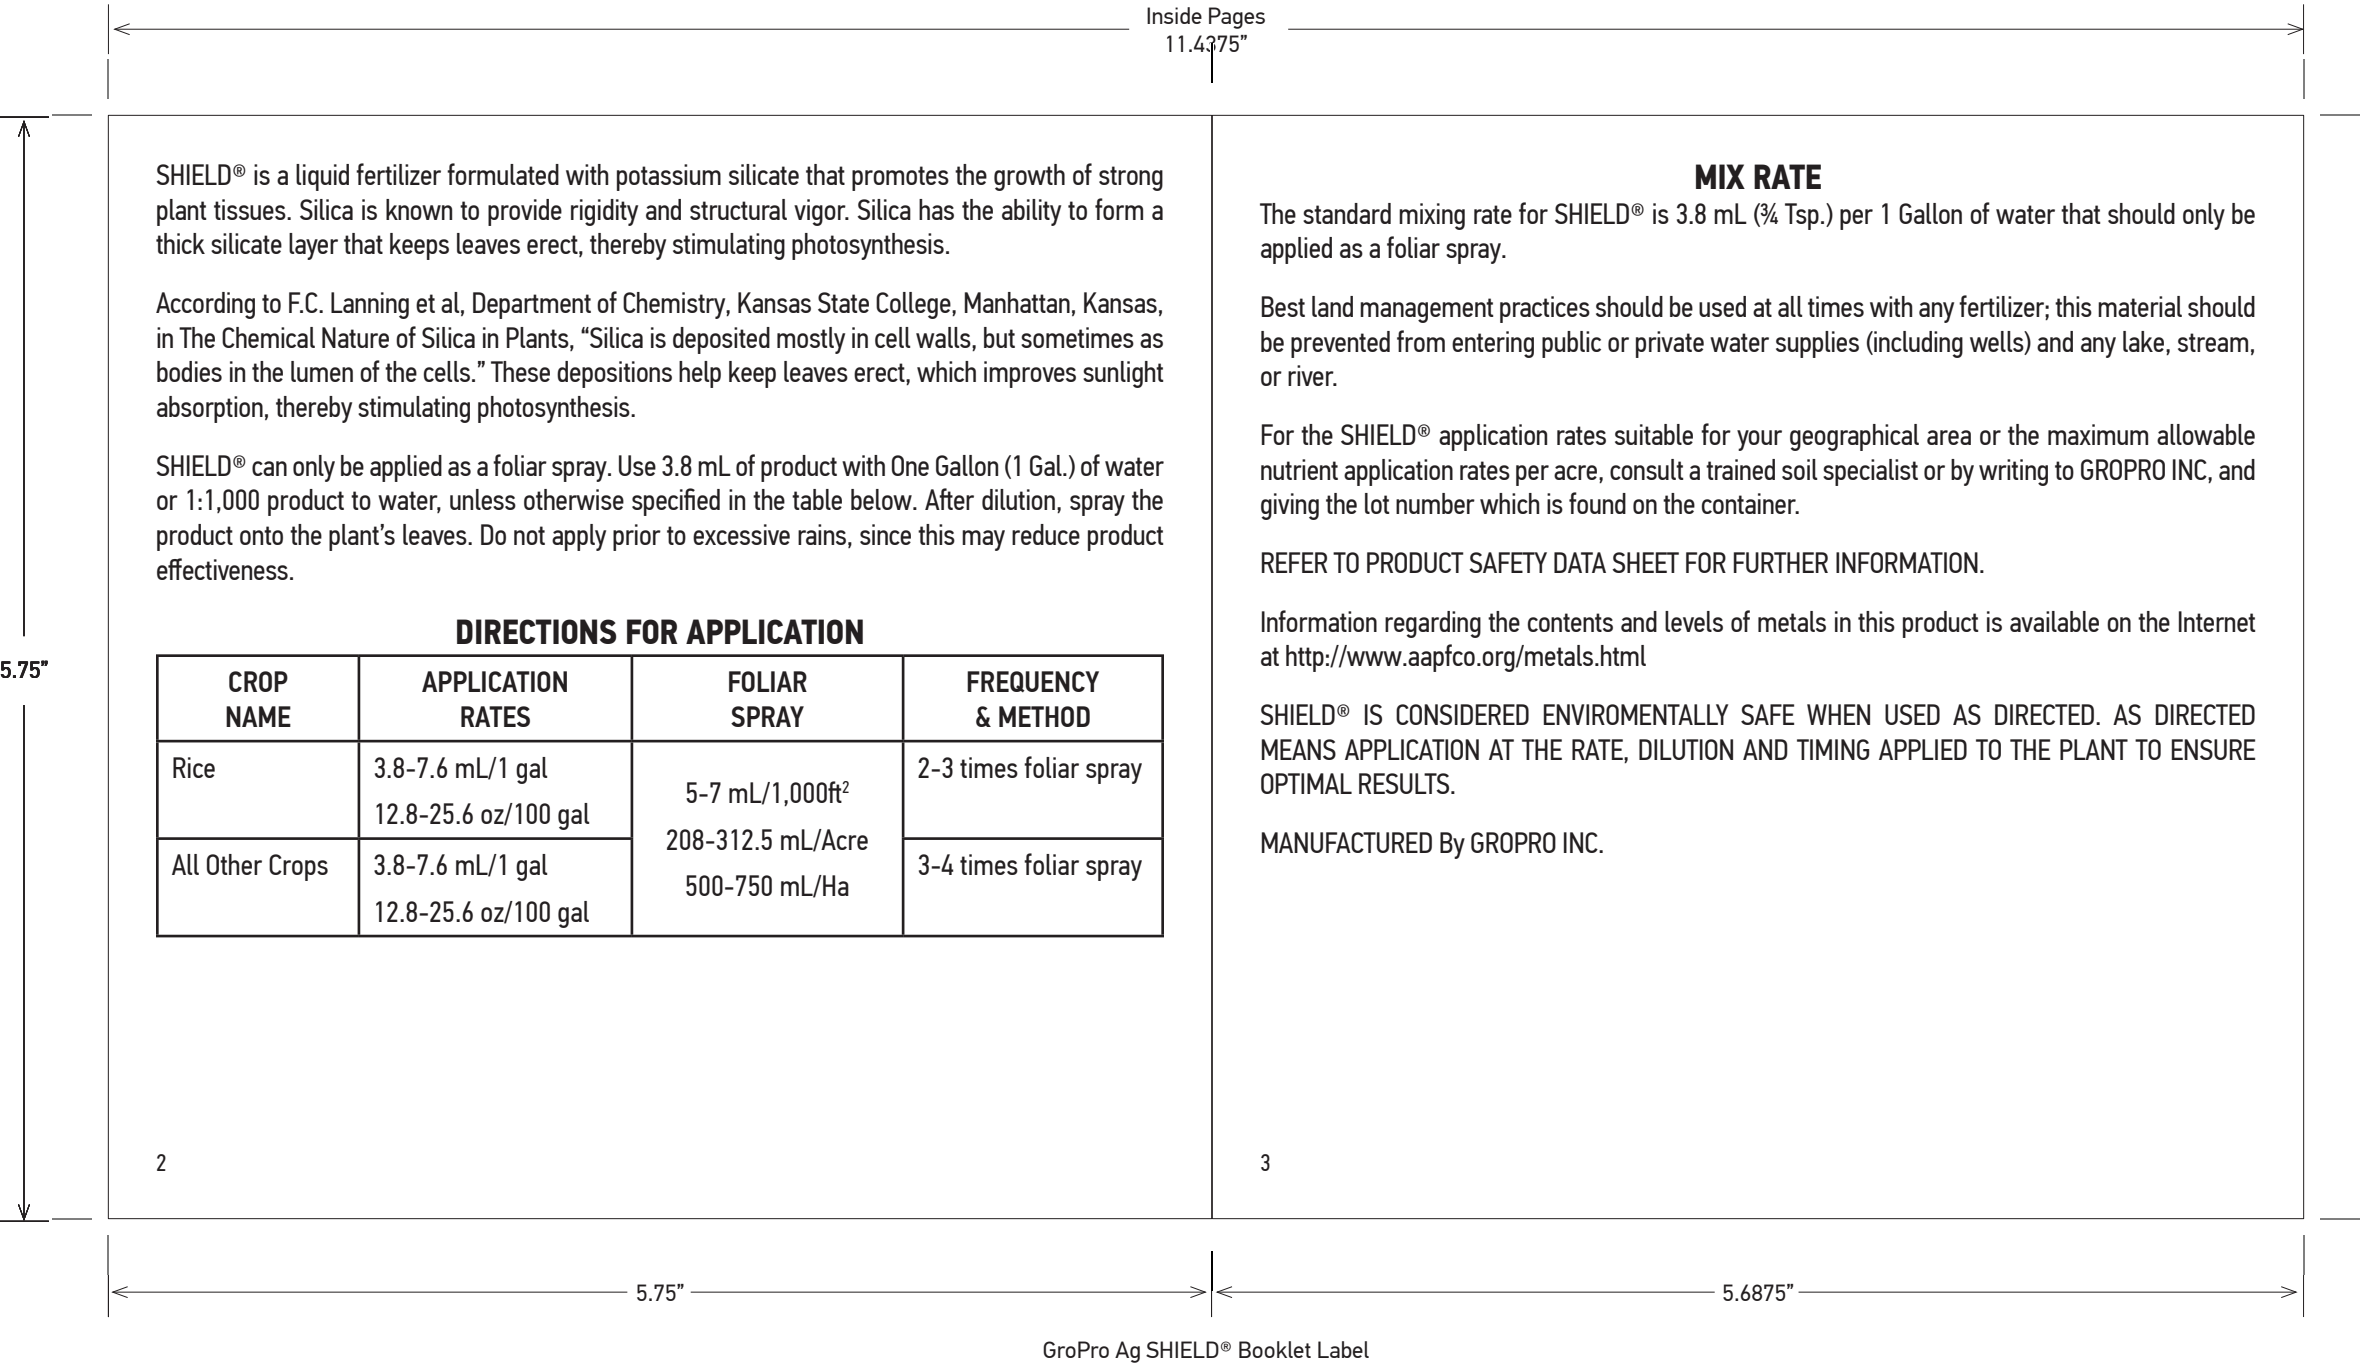 Inside Pages
11.4375”
5.75”
SHIELD® is a liquid fertilizer formulated with potassium silicate that promotes the growth of strong
plant tissues. Silica is known to provide rigidity and structural vigor. Silica has the ability to form a
thick silicate layer that keeps leaves erect, thereby stimulating photosynthesis.
According to F.C. Lanning et al, Department of Chemistry, Kansas State College, Manhattan, Kansas,
in The Chemical Nature of Silica in Plants, “Silica is deposited mostly in cell walls, but sometimes as
bodies in the lumen of the cells.” These depositions help keep leaves erect, which improves sunlight
absorption, thereby stimulating photosynthesis.
SHIELD® can only be applied as a foliar spray. Use 3.8 mL of product with One Gallon (1 Gal.) of water
or 1:1,000 product to water, unless otherwise specified in the table below. After dilution, spray the
product onto the plant’s leaves. Do not apply prior to excessive rains, since this may reduce product
effectiveness.
DIRECTIONS FOR APPLICATION
CROP NAME
APPLICATION RATES
FOLIAR SPRAY
FREQUENCY & METHOD
Rice
3.8-7.6 mL/1 gal
12.8-25.6 oz/100 gal
5-7 mL/1,000ft²
208-312.5 mL/Acre
500-750 mL/Ha
2-3 times foliar spray
All Other Crops
3.8-7.6 mL/1 gal
12.8-25.6 oz/100 gal
3-4 times foliar spray
2
MIX RATE
The standard mixing rate for SHIELD® is 3.8 mL (¾ Tsp.) per 1 Gallon of water that should only be
applied as a foliar spray.
Best land management practices should be used at all times with any fertilizer; this material should
be prevented from entering public or private water supplies (including wells) and any lake, stream,
or river.
For the SHIELD® application rates suitable for your geographical area or the maximum allowable
nutrient application rates per acre, consult a trained soil specialist or by writing to GROPRO INC, and
giving the lot number which is found on the container.
REFER TO PRODUCT SAFETY DATA SHEET FOR FURTHER INFORMATION.
Information regarding the contents and levels of metals in this product is available on the Internet
at http://www.aapfco.org/metals.html
SHIELD® IS CONSIDERED ENVIROMENTALLY SAFE WHEN USED AS DIRECTED. AS DIRECTED
MEANS APPLICATION AT THE RATE, DILUTION AND TIMING APPLIED TO THE PLANT TO ENSURE
OPTIMAL RESULTS.
MANUFACTURED By GROPRO INC.
3
5.75”
5.6875”
GroPro Ag SHIELD® Booklet Label